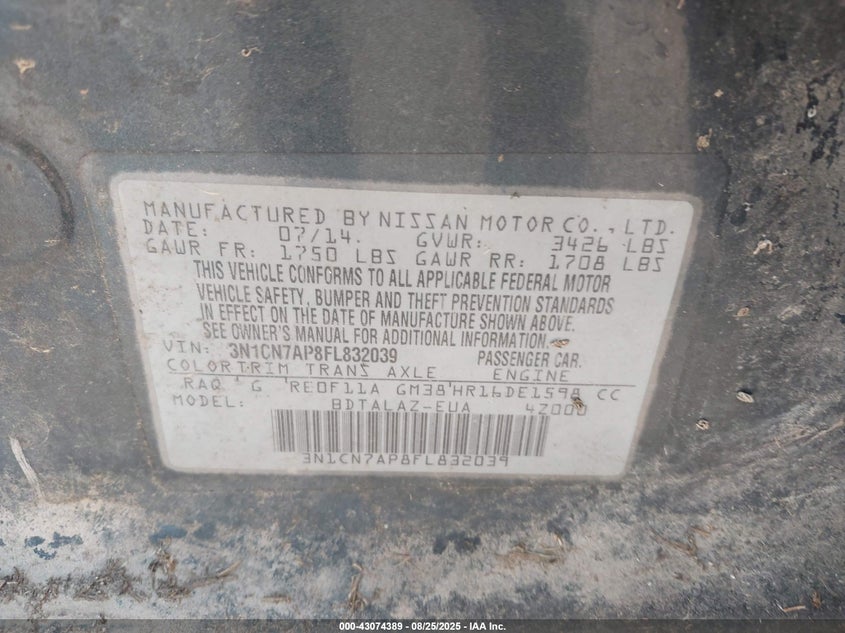 MANUFACTURED BY NISSAN MOTOR CO., LTD.
DATE: 07/14. GVWR: 3426 LBS
GAWR FR: 1750 LBS GAWR RR: 1708 LBS
THIS VEHICLE CONFORMS TO ALL APPLICABLE FEDERAL MOTOR
VEHICLE SAFETY, BUMPER AND THEFT PREVENTION STANDARDS
IN EFFECT ON THE DATE OF MANUFACTURE SHOWN ABOVE.
SEE OWNER'S MANUAL FOR ADDITIONAL INFORMATION.
VIN: 3N1CN7AP8FL832039 PASSENGER CAR.
COLOR TRIM TRANS AXLE ENGINE
RAQ G RE0F11A GM38 HR16DE 1598 CC
MODEL: BDTALAZ-EUA 4Z000
3N1CN7AP8FL832039
000-43074389 - 08/25/2025 - IAA Inc.